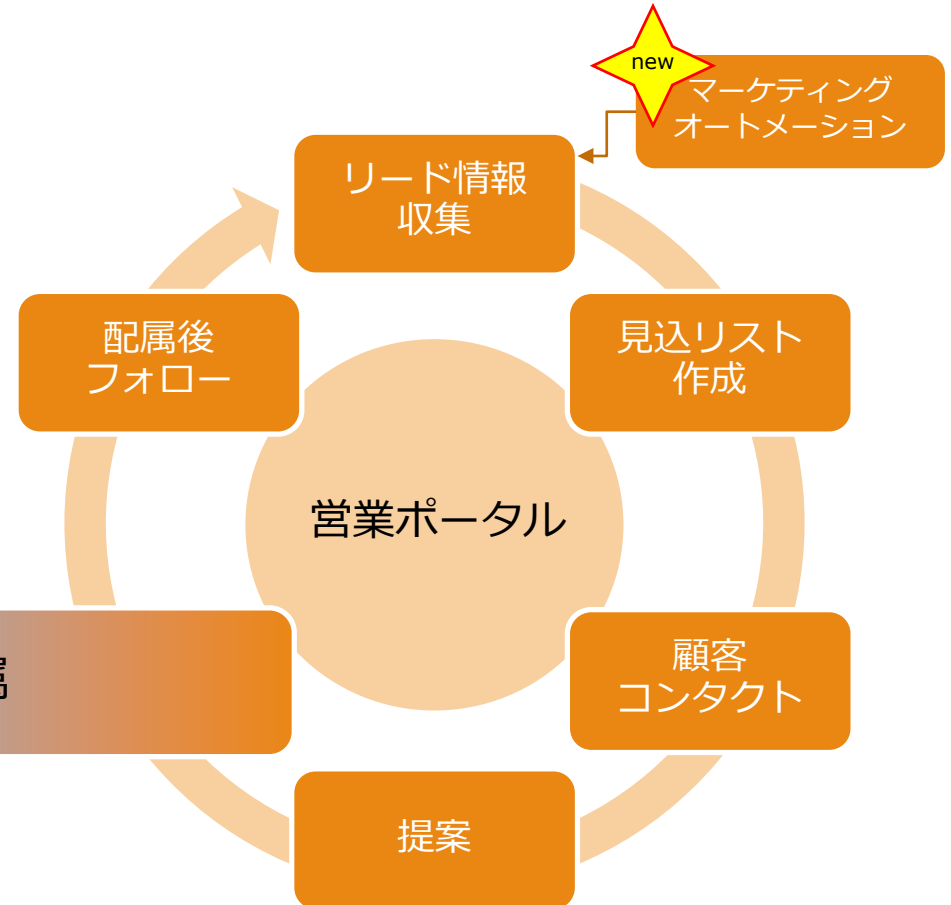 new
マーケティング
オートメーション
リード情報
収集
配属後
フォロー
見込リスト
作成
営業ポータル
顧客
コンタクト
提案